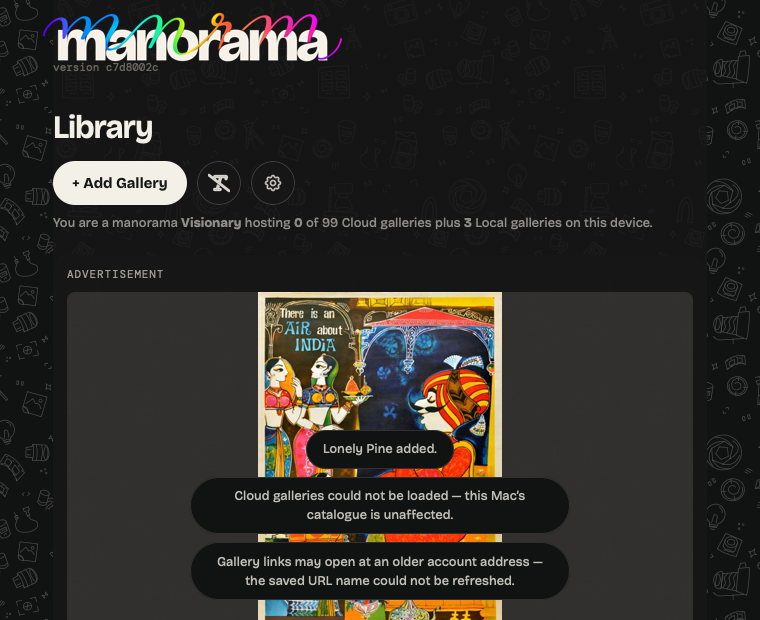 manorama
version c7d8002c
Library
+ Add Gallery
You are a manorama Visionary hosting 0 of 99 Cloud galleries plus 3 Local galleries on this device.
ADVERTISEMENT
There is an
AIR about
INDIA
Lonely Pine added.
Cloud galleries could not be loaded — this Mac's
catalogue is unaffected.
Gallery links may open at an older account address —
the saved URL name could not be refreshed.